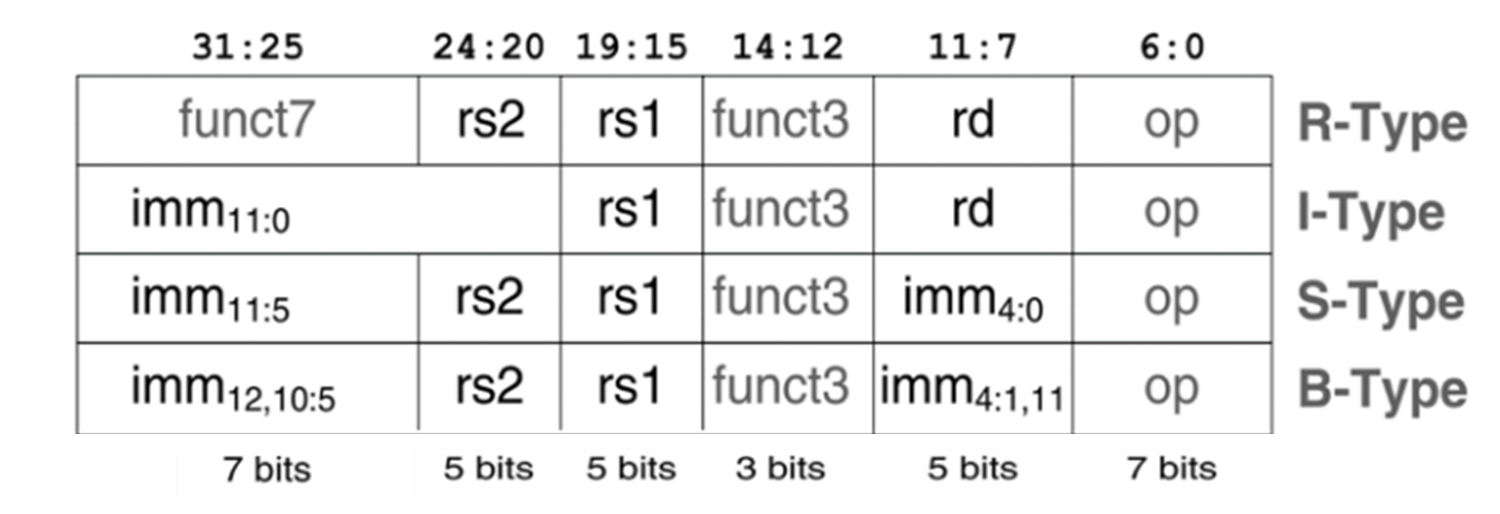 31:25 24:20 19:15 14:12 11:7 6:0
funct7 rs2 rs1 funct3 rd op R-Type
imm11:0 rs1 funct3 rd op I-Type
imm11:5 rs2 rs1 funct3 imm4:0 op S-Type
imm12,10:5 rs2 rs1 funct3 imm4:1,11 op B-Type
7 bits 5 bits 5 bits 3 bits 5 bits 7 bits